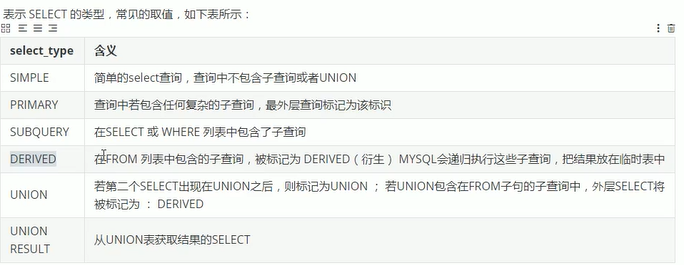 表示 SELECT 的类型，常见的取值，如下表所示：
select_type 含义
SIMPLE 简单的select查询，查询中不包含子查询或者UNION
PRIMARY 查询中若包含任何复杂的子查询，最外层查询标记为该标识
SUBQUERY 在SELECT 或 WHERE 列表中包含了子查询
DERIVED 在FROM 列表中包含的子查询，被标记为 DERIVED（衍生） MYSQL会递归执行这些子查询，把结果放在临时表中
UNION 若第二个SELECT出现在UNION之后，则标记为UNION ； 若UNION包含在FROM子句的子查询中，外层SELECT将
被标记为 ： DERIVED
UNION
RESULT 从UNION表获取结果的SELECT